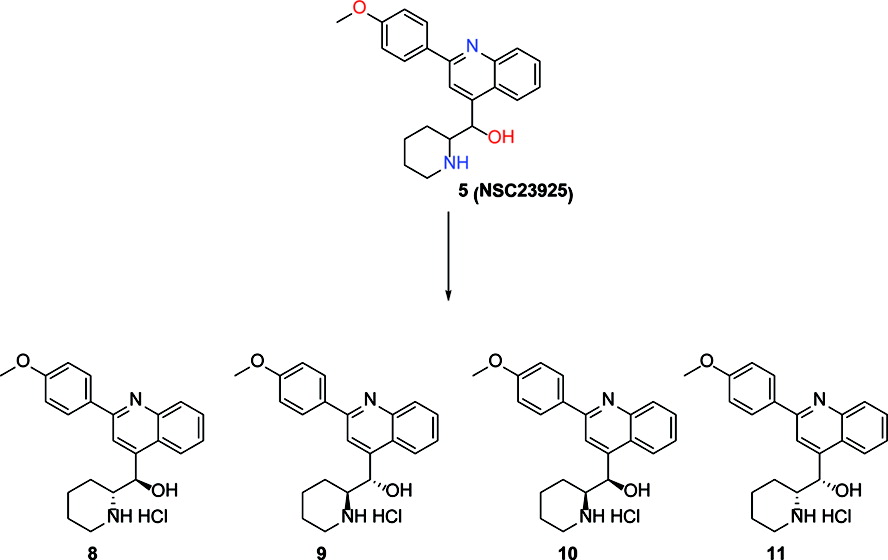 O
N
OH
NH
5 (NSC23925)
O O O O
N N N N
OH OH OH OH
NH HCl NH HCl NH HCl NH HCl
8 9 10 11